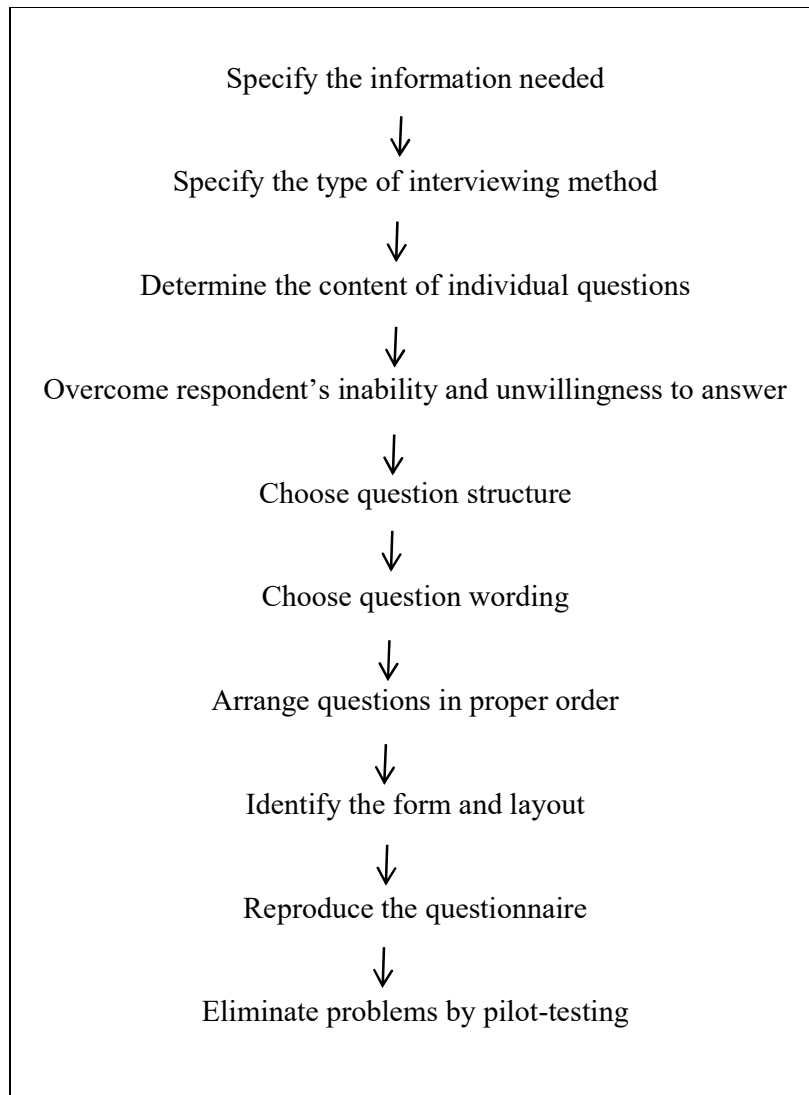 Specify the information needed
Specify the type of interviewing method
Determine the content of individual questions
Overcome respondent’s inability and unwillingness to answer
Choose question structure
Choose question wording
Arrange questions in proper order
Identify the form and layout
Reproduce the questionnaire
Eliminate problems by pilot-testing